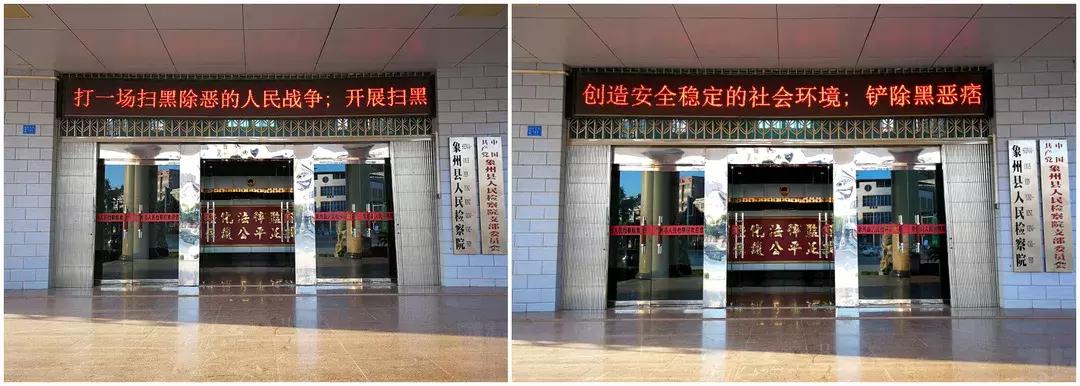 打一场扫黑除恶的人民战争；开展扫黑
化法律监
护公平正
象州县人民检察院
中国共产党象州县人民检察院支部委员会
创造安全稳定的社会环境；铲除黑恶痞
化法律监
护公平正
象州县人民检察院
中国共产党象州县人民检察院支部委员会